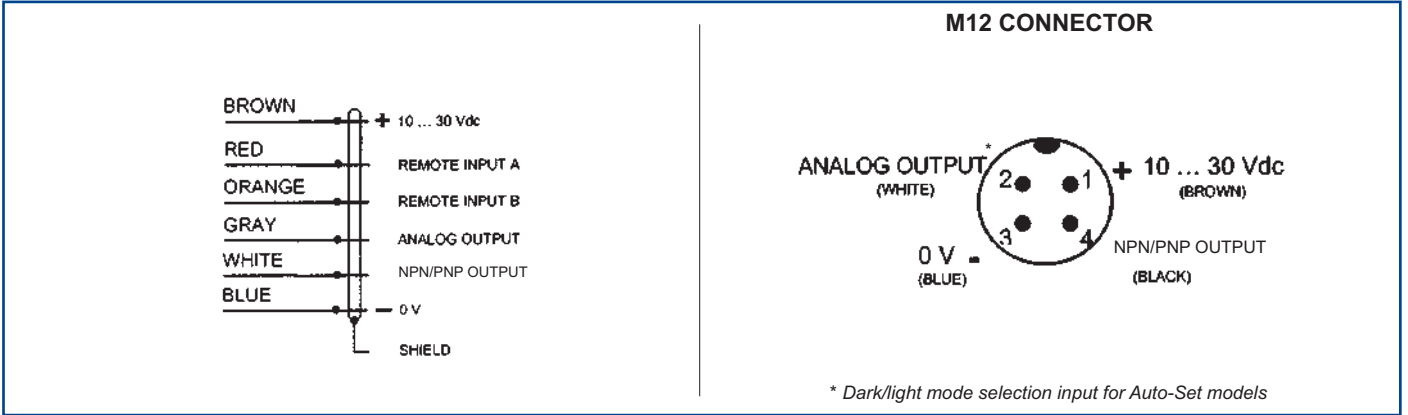 BROWN
+ 10 ... 30 Vdc
RED
REMOTE INPUT A
ORANGE
REMOTE INPUT B
GRAY
ANALOG OUTPUT
WHITE
NPN/PNP OUTPUT
BLUE
- 0 V
SHIELD
M12 CONNECTOR
ANALOG OUTPUT*
(WHITE)
2
1
+ 10 ... 30 Vdc
(BROWN)
3
4
0 V -
(BLUE)
NPN/PNP OUTPUT
(BLACK)
* Dark/light mode selection input for Auto-Set models